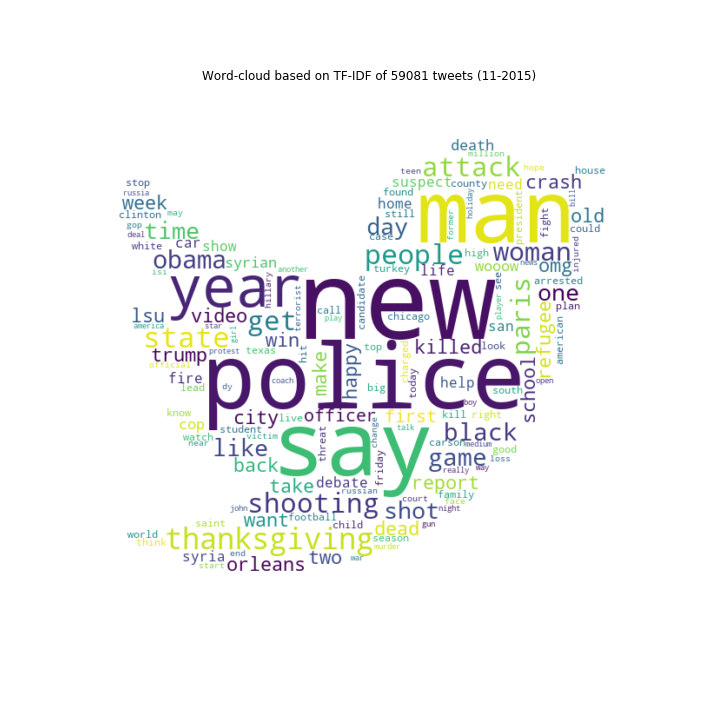 Word-cloud based on TF-IDF of 59081 tweets (11-2015)
death
million
attack
teen
hope
house
stop
suspect
county
need
crash
russia
found
holiday
bill
week
home
man
president
clinton
may
still
former
fight
old
gop
time
day
could
deal
case
white
car
show
people
high
woman
injured
obama
syrian
turkey
life
wooow
news
omg
isi
another
year
hillary
new
candidate
see
arrested
lsu
video
get
terrorist
call
play
chicago
player
san
paris
one
refugee
american
america
star
girl
plan
state
win
hit
happy
top
charged
killed
look
trump
texas
make
today
official
protest
fire
dy
coach
police
big
help
south
school
open
lead
boy
know
city
live
officer
first
kill
right
cop
student
threat
say
talk
change
black
watch
victim
carson
medium
near
like
game
good
back
debate
friday
really
way
loss
take
russian
report
family
face
shooting
john
court
night
shot
want
football
child
dead
gun
saint
world
think
thanksgiving
season
murder
syria
end
two
war
start
orleans